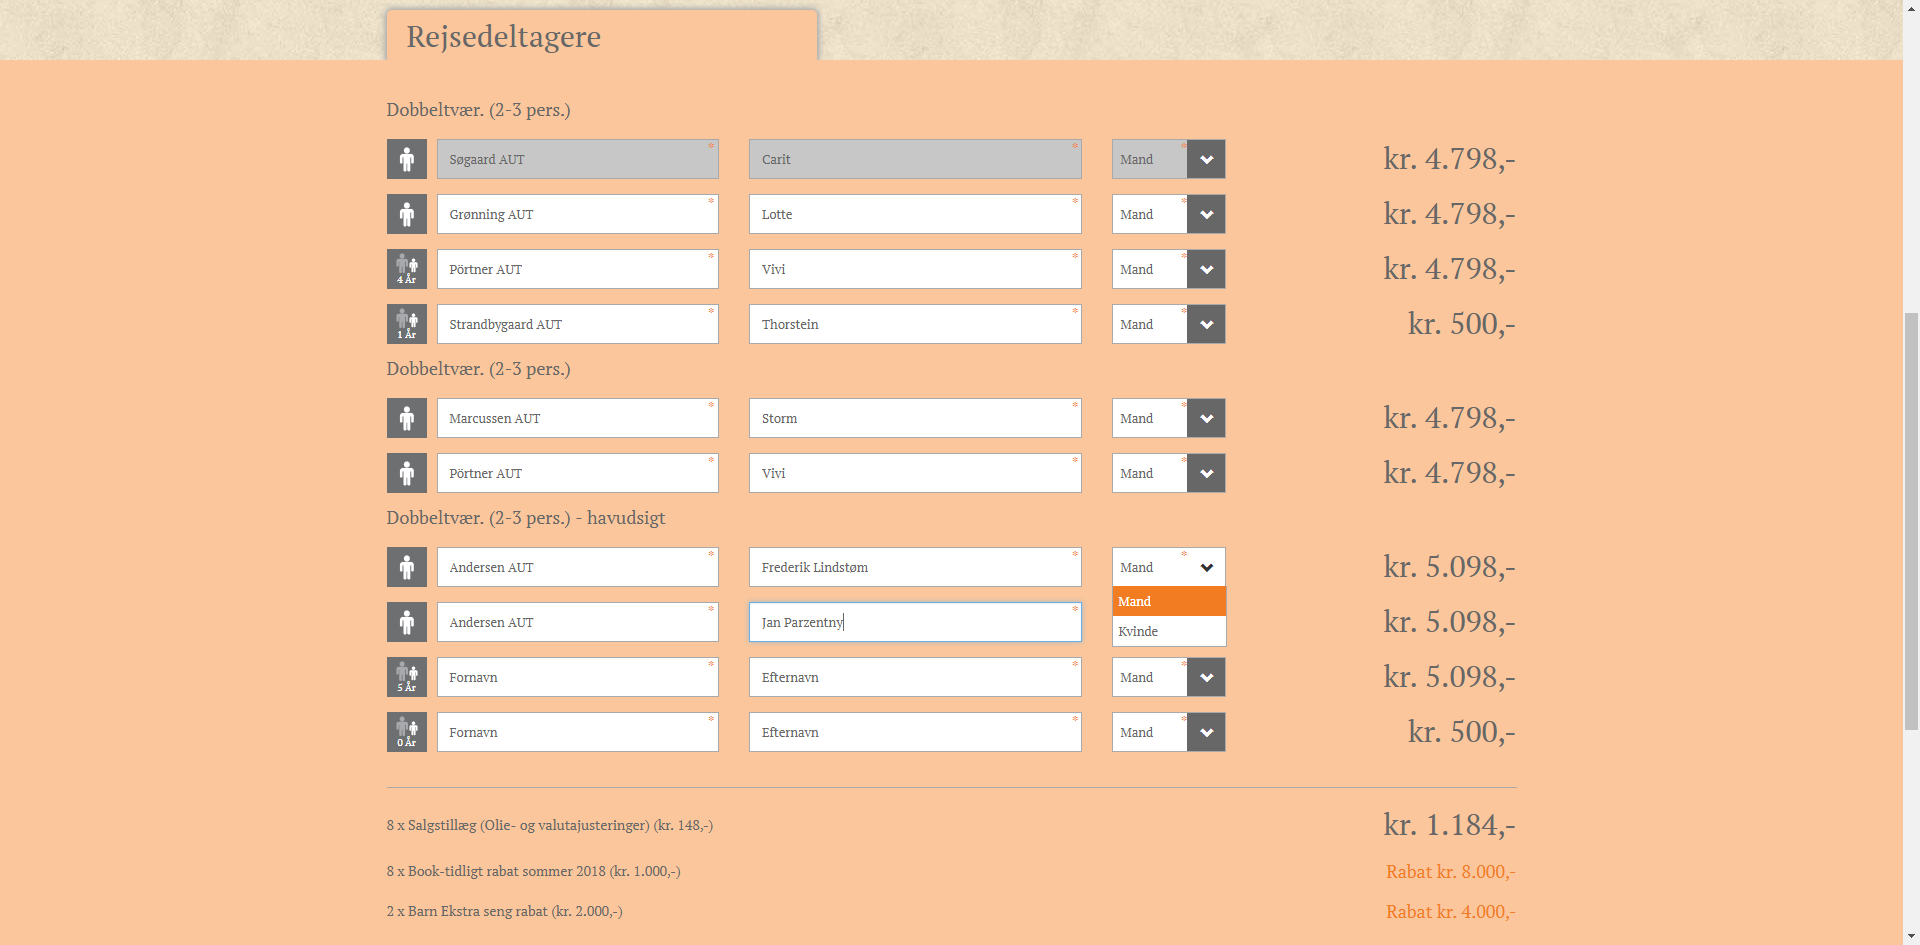 Rejsedeltagere
Dobbeltvær. (2-3 pers.)
Søgaard AUT * Carit * Mand * kr. 4.798,-
Grønning AUT * Lotte * Mand * kr. 4.798,-
4 År Pörtner AUT * Vivi * Mand * kr. 4.798,-
1 År Strandbygaard AUT * Thorstein * Mand * kr. 500,-
Dobbeltvær. (2-3 pers.)
Marcussen AUT * Storm * Mand * kr. 4.798,-
Pörtner AUT * Vivi * Mand * kr. 4.798,-
Dobbeltvær. (2-3 pers.) - havudsigt
Andersen AUT * Frederik Lindstøm * Mand * kr. 5.098,-
Mand
Andersen AUT * Jan Parzentny * kr. 5.098,-
Kvinde
5 År Fornavn * Efternavn * Mand * kr. 5.098,-
0 År Fornavn * Efternavn * Mand * kr. 500,-
8 x Salgstillæg (Olie- og valutajusteringer) (kr. 148,-) kr. 1.184,-
8 x Book-tidligt rabat sommer 2018 (kr. 1.000,-) Rabat kr. 8.000,-
2 x Barn Ekstra seng rabat (kr. 2.000,-) Rabat kr. 4.000,-